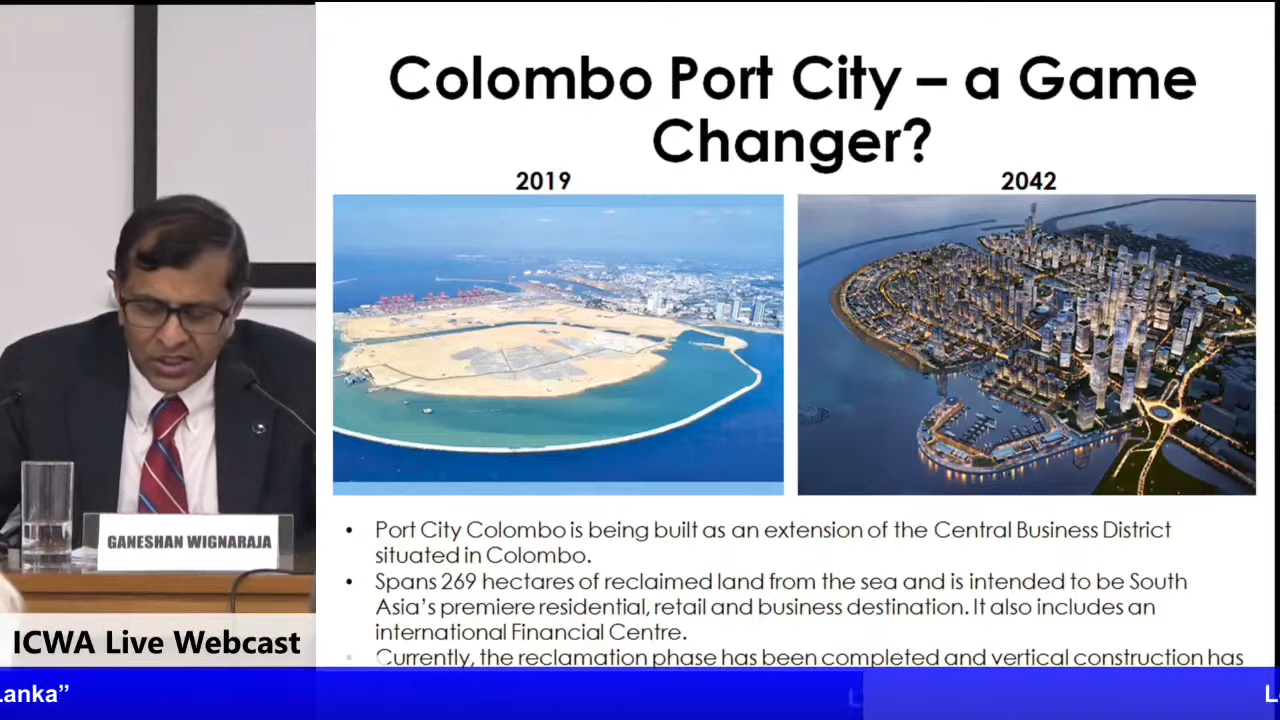 Colombo Port City – a Game
Changer?
2019
2042
• Port City Colombo is being built as an extension of the Central Business District
situated in Colombo.
• Spans 269 hectares of reclaimed land from the sea and is intended to be South
Asia's premiere residential, retail and business destination. It also includes an
international Financial Centre.
• Currently, the reclamation phase has been completed and vertical construction has
GANESHAN WIGNARAJA
ICWA Live Webcast
Lanka”